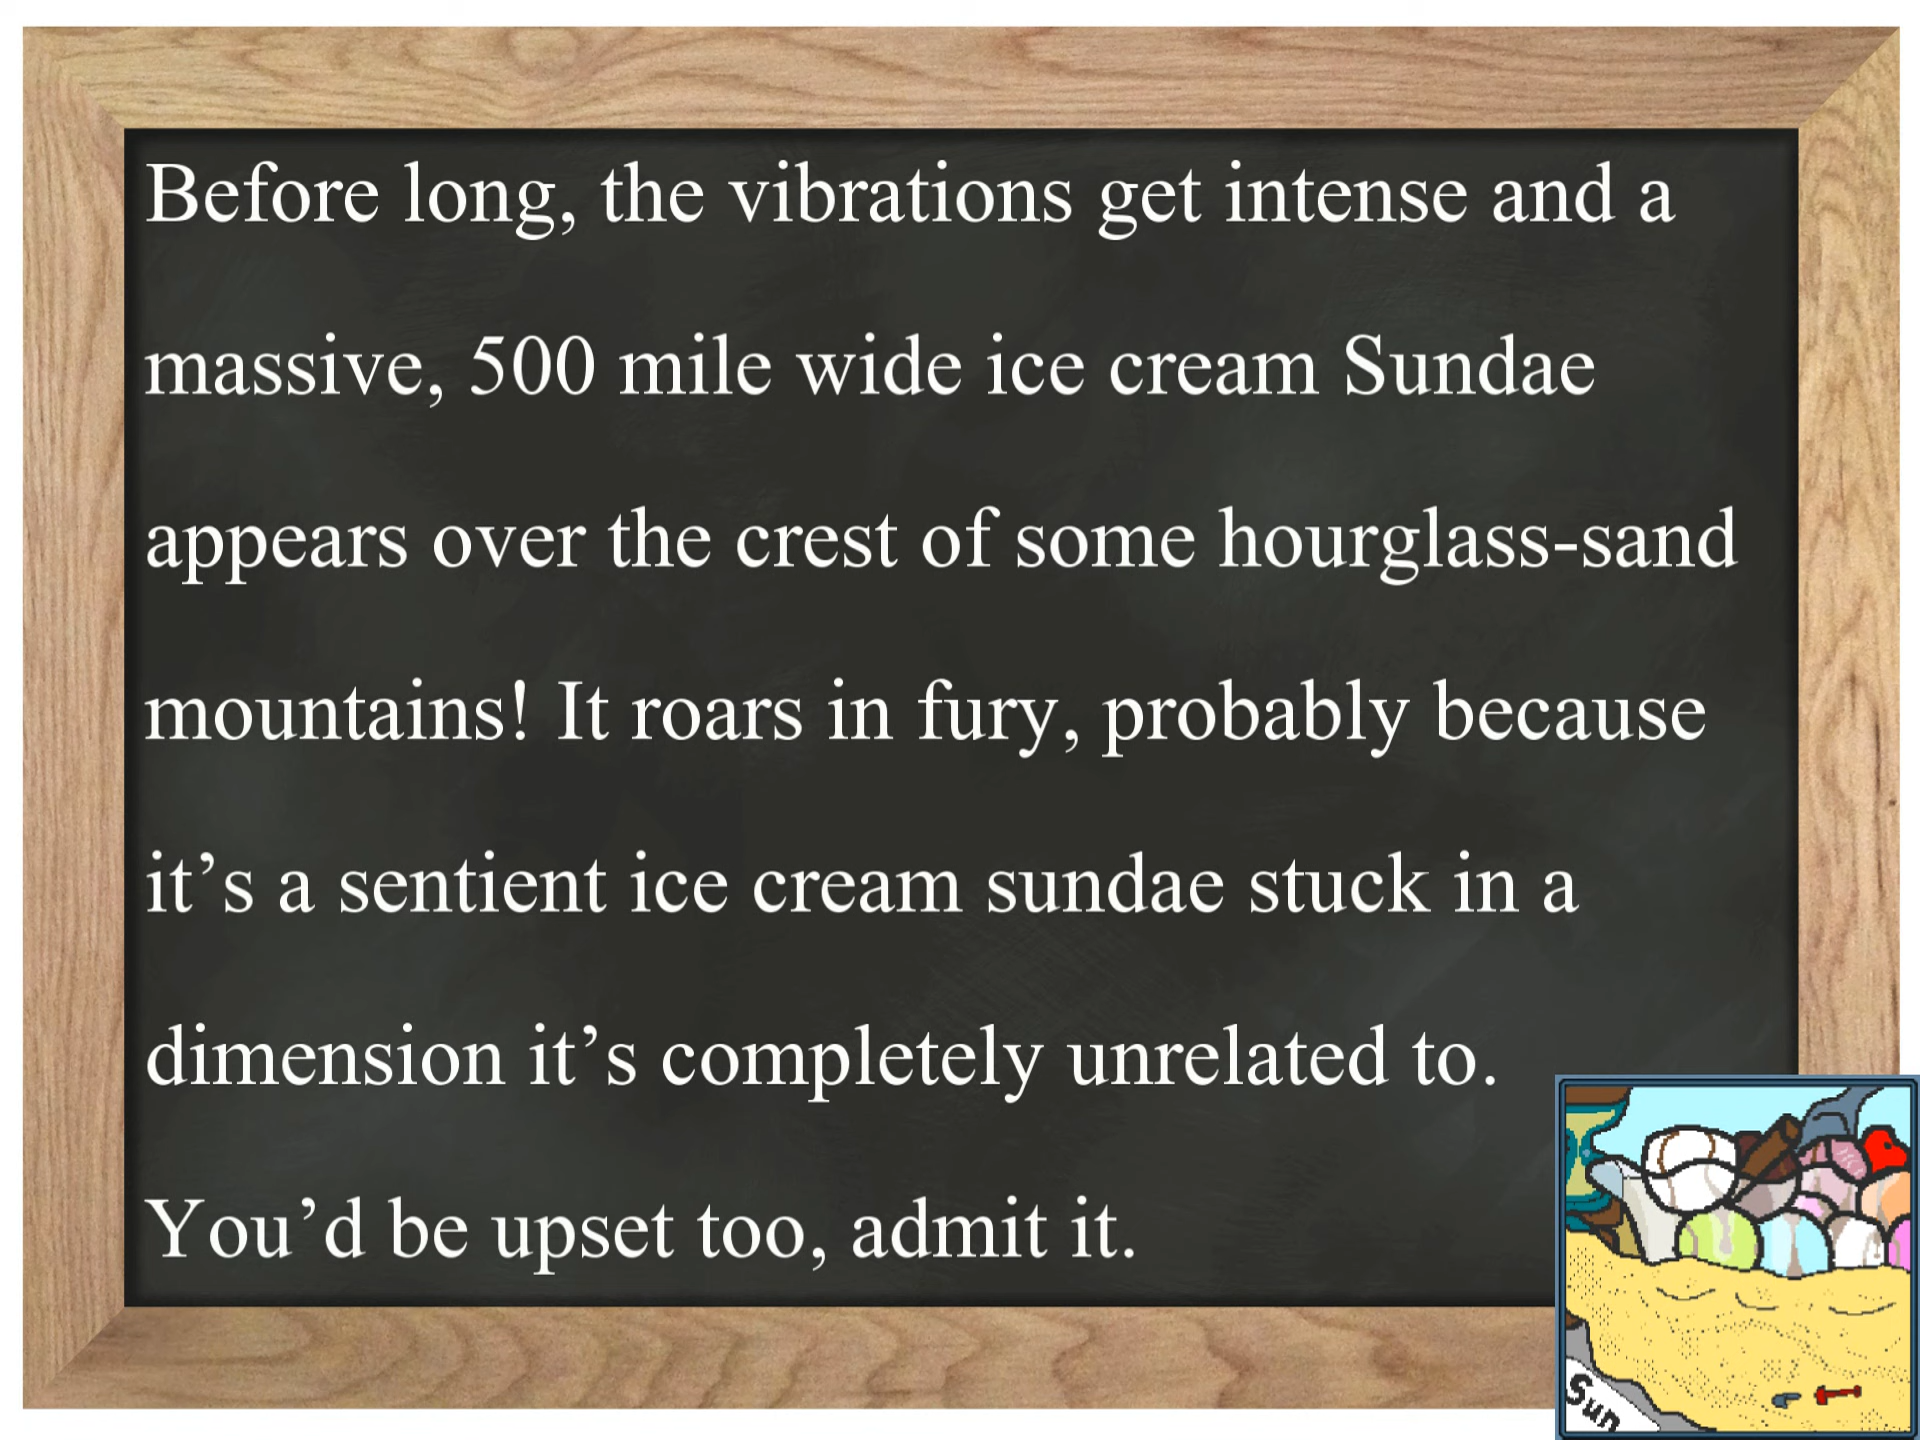 Before long, the vibrations get intense and a
massive, 500 mile wide ice cream Sundae
appears over the crest of some hourglass-sand
mountains! It roars in fury, probably because
it’s a sentient ice cream sundae stuck in a
dimension it’s completely unrelated to.
You’d be upset too, admit it.
Sun